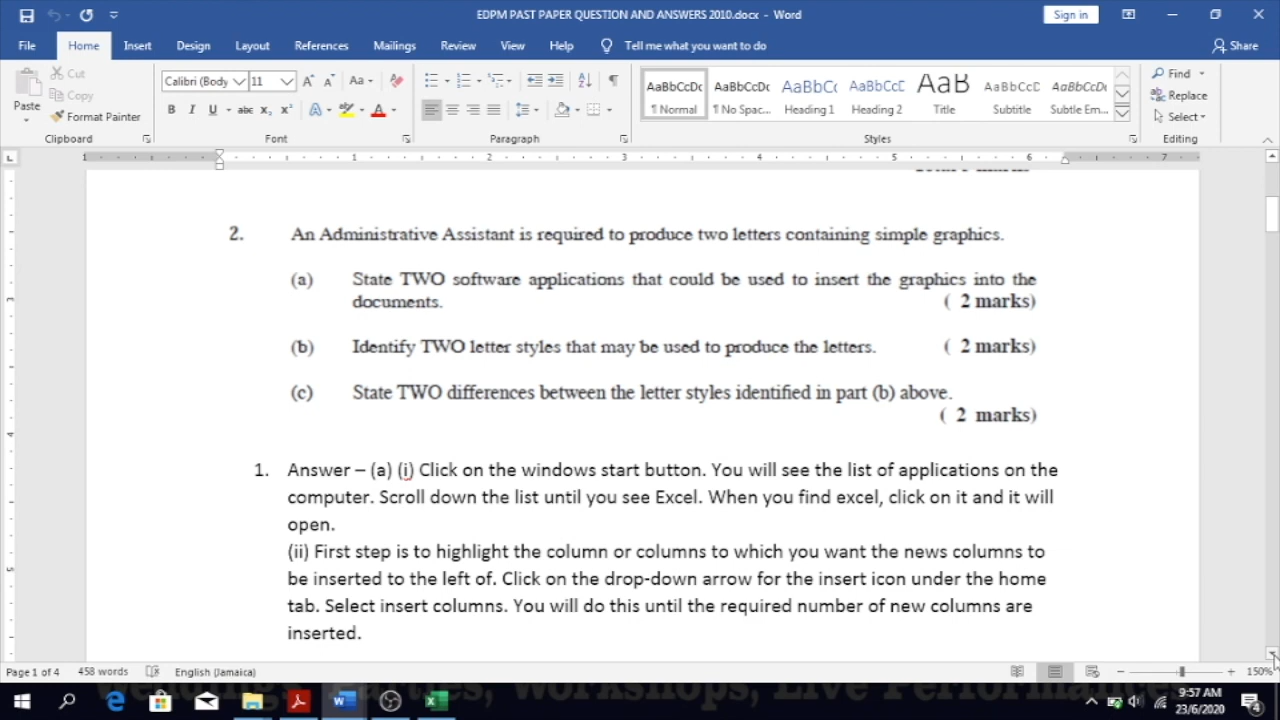 EDPM PAST PAPER QUESTION AND ANSWERS 2010.docx - Word
Sign in
File Home Insert Design Layout References Mailings Review View Help Tell me what you want to do Share
Paste
Cut
Copy
Format Painter
Calibri (Body 11
Clipboard Font Paragraph Styles Editing
AaBbCcDc AaBbCcDc AaBbCc AaBbCcD AaB AaBbCcD AaBbCcDc
¶ Normal ¶ No Spac... Heading 1 Heading 2 Title Subtitle Subtle Em...
Find
Replace
Select
2. An Administrative Assistant is required to produce two letters containing simple graphics.
(a) State TWO software applications that could be used to insert the graphics into the
documents. ( 2 marks)
(b) Identify TWO letter styles that may be used to produce the letters. ( 2 marks)
(c) State TWO differences between the letter styles identified in part (b) above.
( 2 marks)
1. Answer – (a) (i) Click on the windows start button. You will see the list of applications on the
computer. Scroll down the list until you see Excel. When you find excel, click on it and it will
open.
(ii) First step is to highlight the column or columns to which you want the news columns to
be inserted to the left of. Click on the drop-down arrow for the insert icon under the home
tab. Select insert columns. You will do this until the required number of new columns are
inserted.
Page 1 of 4 458 words English (Jamaica) 150%
9:57 AM
23/6/2020